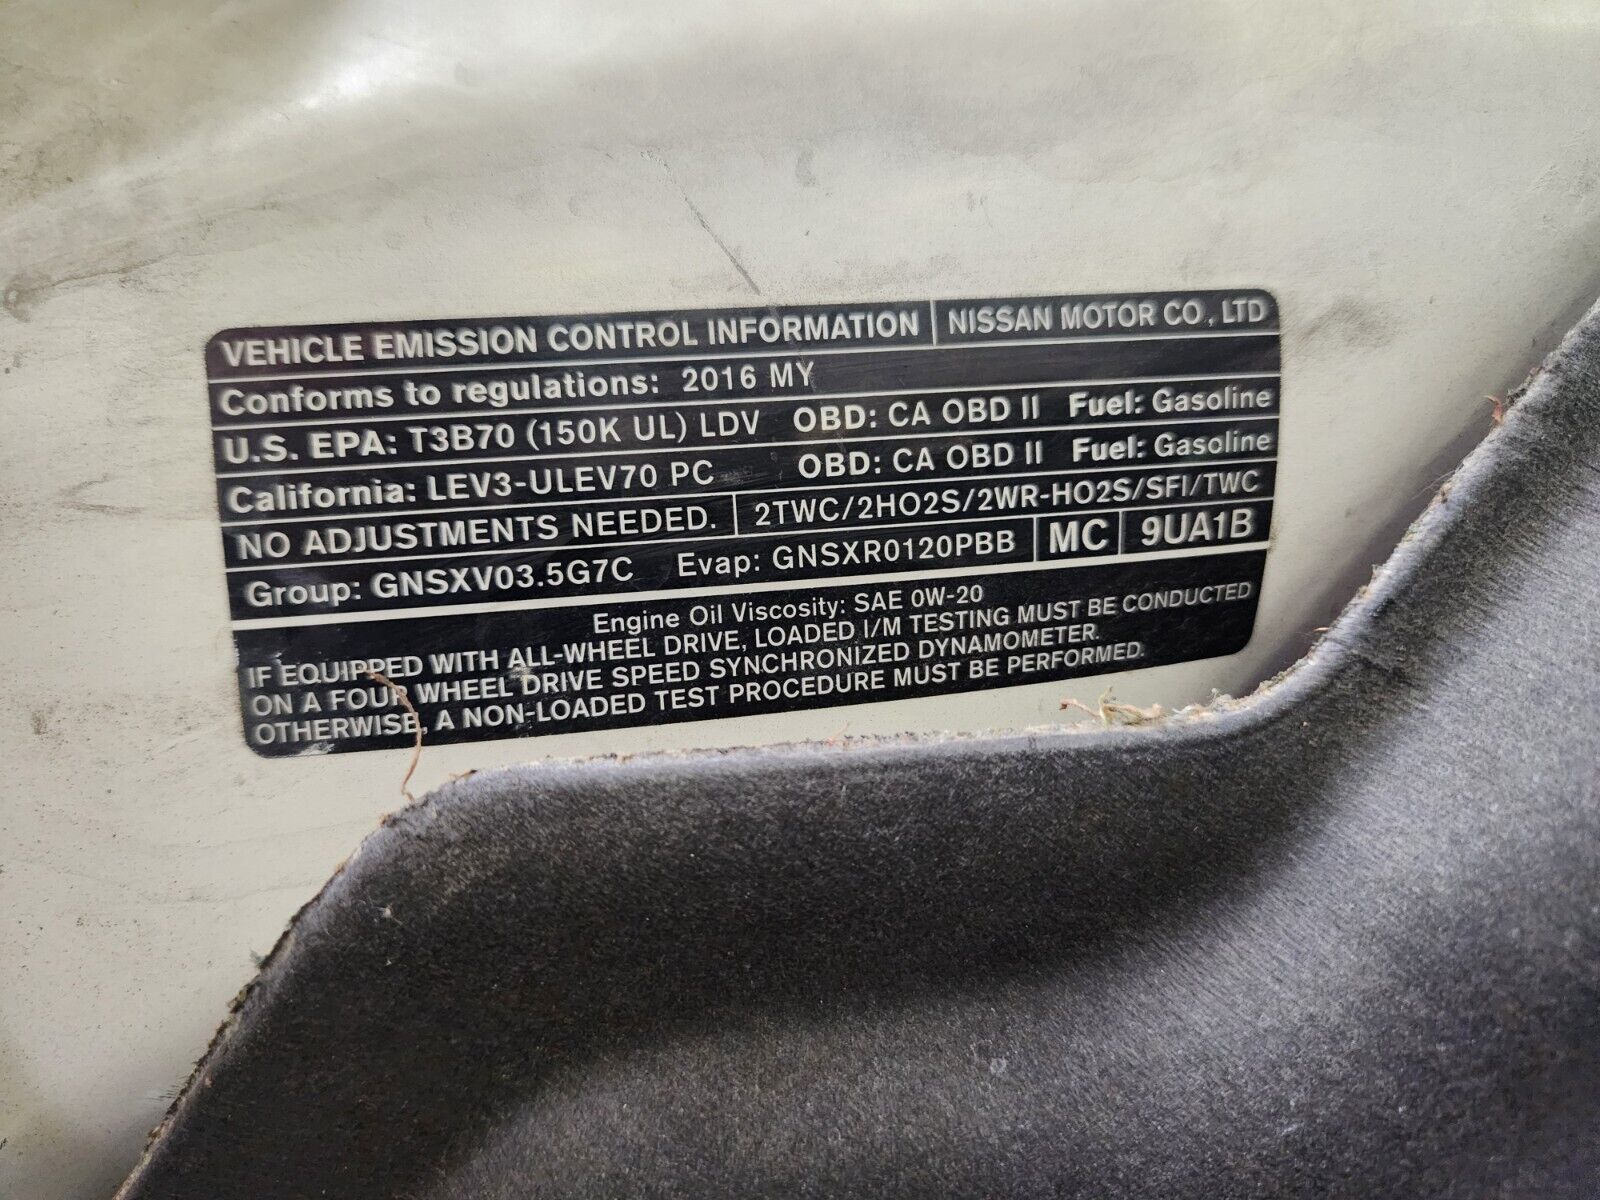 VEHICLE EMISSION CONTROL INFORMATION NISSAN MOTOR CO., LTD
Conforms to regulations: 2016 MY
U.S. EPA: T3B70 (150K UL) LDV OBD: CA OBD II Fuel: Gasoline
California: LEV3-ULEV70 PC OBD: CA OBD II Fuel: Gasoline
NO ADJUSTMENTS NEEDED. 2TWC/2HO2S/2WR-HO2S/SFI/TWC
Group: GNSXV03.5G7C Evap: GNSXR0120PBB MC 9UA1B
Engine Oil Viscosity: SAE 0W-20
IF EQUIPPED WITH ALL-WHEEL DRIVE, LOADED I/M TESTING MUST BE CONDUCTED
ON A FOUR WHEEL DRIVE SPEED SYNCHRONIZED DYNAMOMETER.
OTHERWISE, A NON-LOADED TEST PROCEDURE MUST BE PERFORMED.